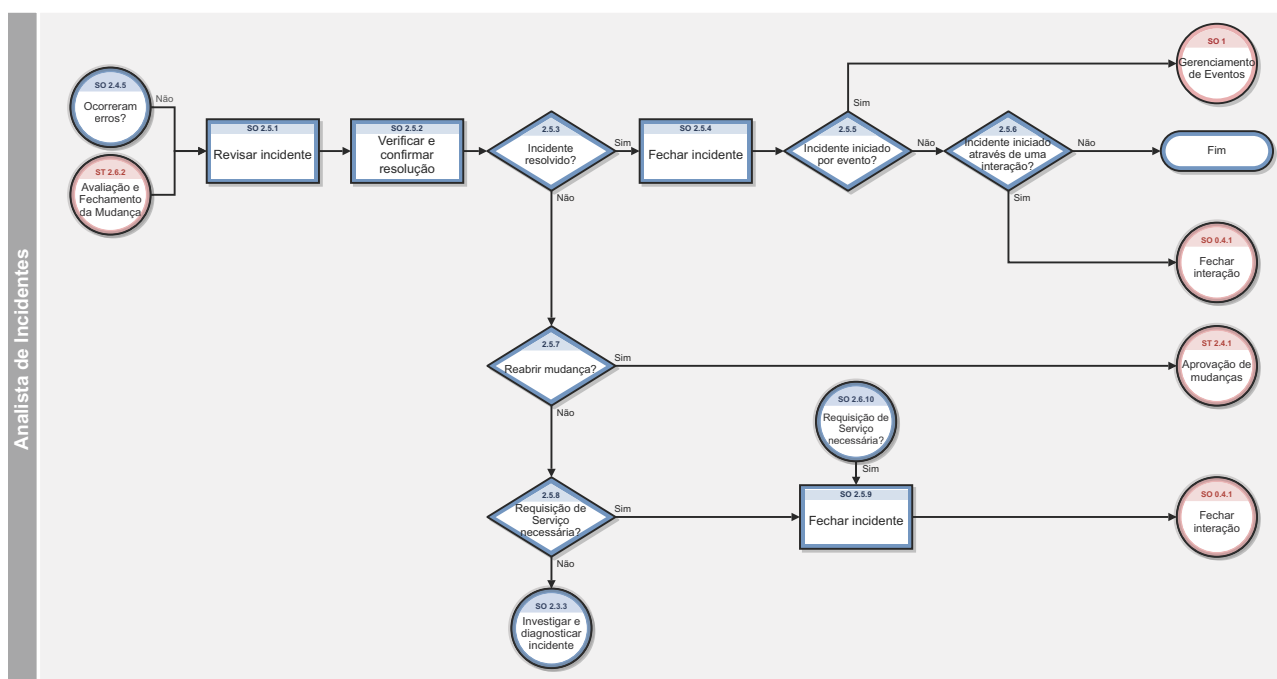 Analista de Incidentes
SO 2.4.5
Ocorreram
erros?
Não
ST 2.6.2
Avaliação e
Fechamento
da Mudança
SO 2.5.1
Revisar incidente
SO 2.5.2
Verificar e
confirmar
resolução
2.5.3
Incidente
resolvido?
Sim
Não
SO 2.5.4
Fechar incidente
2.5.5
Incidente iniciado
por evento?
Sim
Não
2.5.6
Incidente iniciado
através de uma
interação?
Não
Sim
SO 1
Gerenciamento
de Eventos
Fim
SO 0.4.1
Fechar
interação
2.5.7
Reabrir mudança?
Sim
Não
ST 2.4.1
Aprovação de
mudanças
SO 2.6.10
Requisição de
Serviço
necessária?
Sim
2.5.8
Requisição de
Serviço
necessária?
Sim
Não
SO 2.5.9
Fechar incidente
SO 0.4.1
Fechar
interação
SO 2.3.3
Investigar e
diagnosticar
incidente